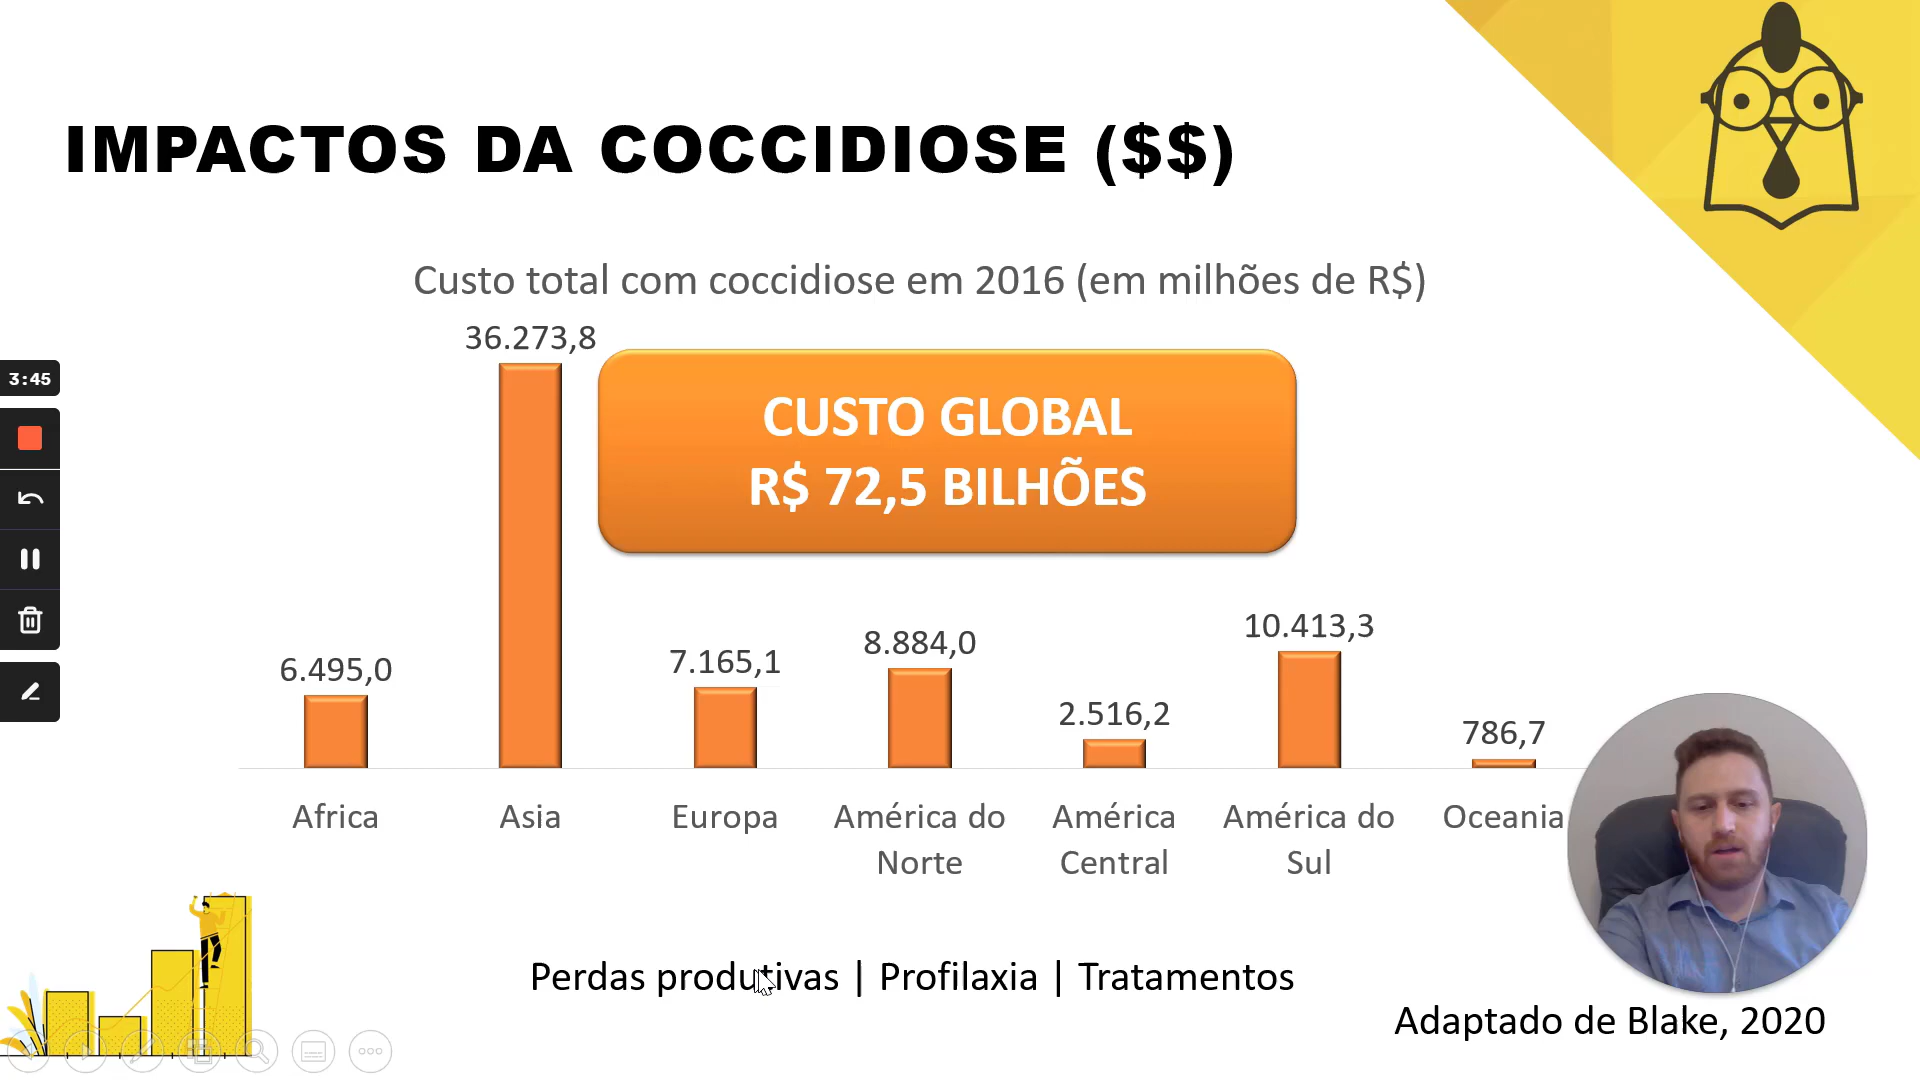 IMPACTOS DA COCCIDIOSE ($$)
Custo total com coccidiose em 2016 (em milhões de R$)
36.273,8
3:45
CUSTO GLOBAL
R$ 72,5 BILHÕES
10.413,3
8.884,0
7.165,1
6.495,0
2.516,2
786,7
Africa Asia Europa América do Norte América Central América do Sul Oceania
Perdas produtivas | Profilaxia | Tratamentos
Adaptado de Blake, 2020